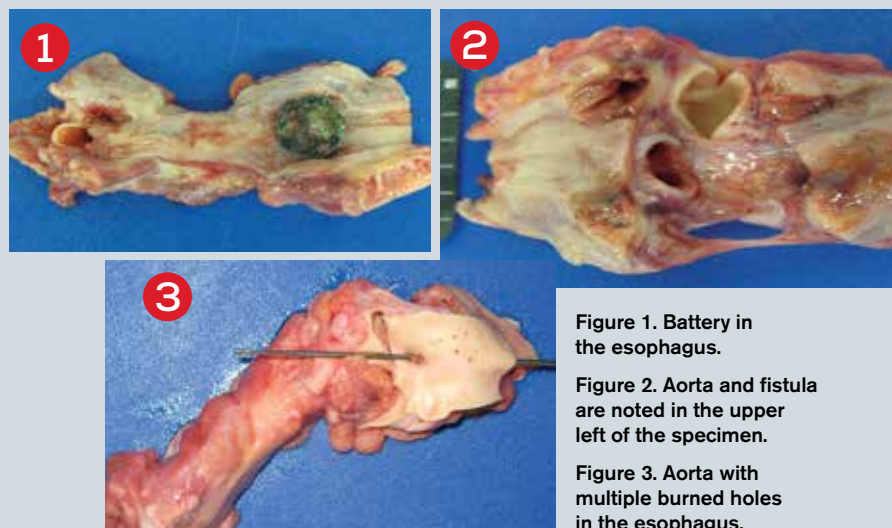 1
2
3
Figure 1. Battery in
the esophagus.
Figure 2. Aorta and fistula
are noted in the upper
left of the specimen.
Figure 3. Aorta with
multiple burned holes
in the esophagus.